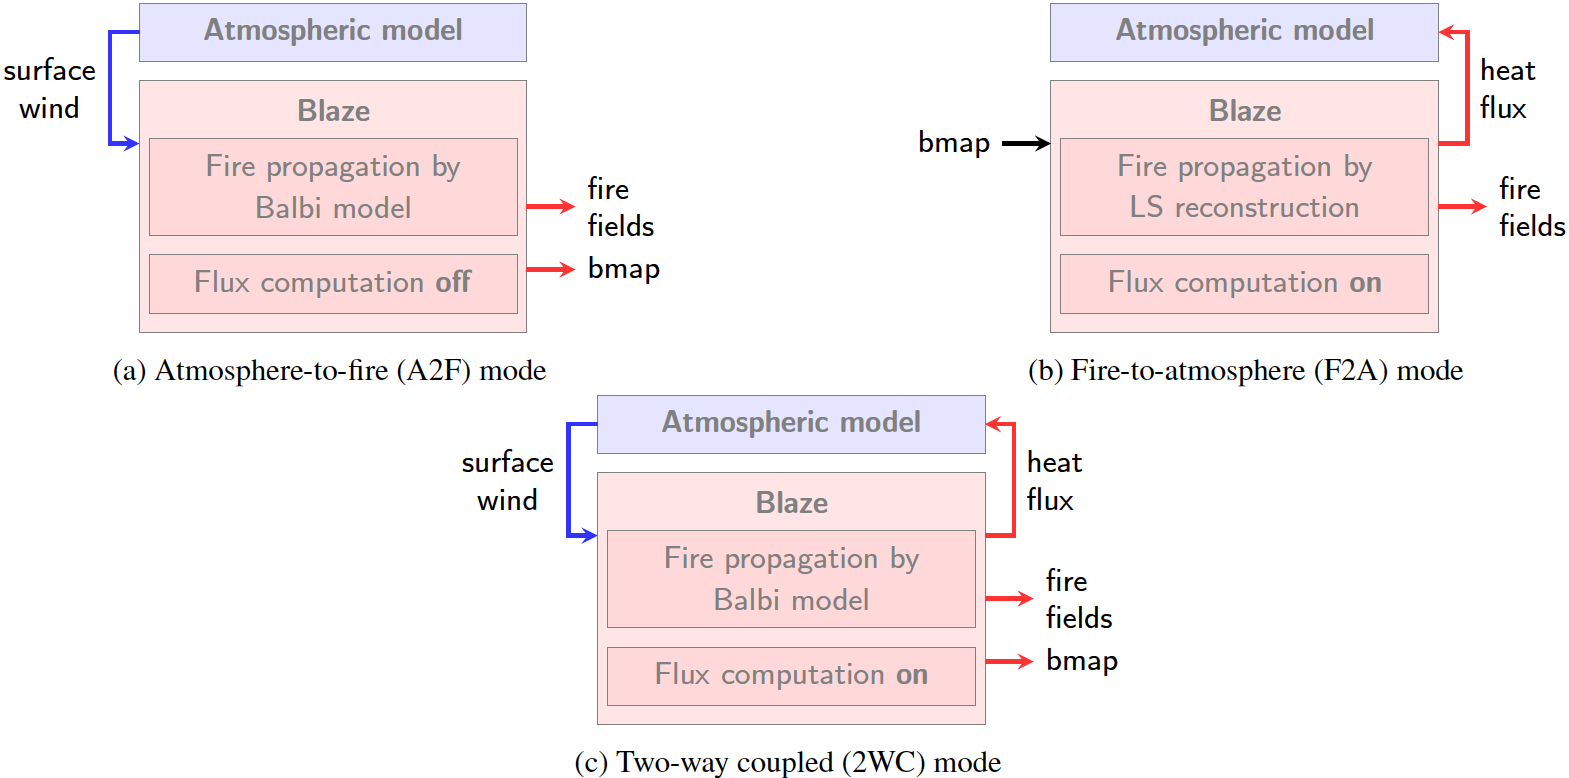 Atmospheric model
surface
wind
Blaze
Fire propagation by
Balbi model
fire
fields
Flux computation off
bmap
(a) Atmosphere-to-fire (A2F) mode
Atmospheric model
heat
flux
Blaze
bmap
Fire propagation by
LS reconstruction
fire
fields
Flux computation on
(b) Fire-to-atmosphere (F2A) mode
Atmospheric model
surface
wind
heat
flux
Blaze
Fire propagation by
Balbi model
fire
fields
Flux computation on
bmap
(c) Two-way coupled (2WC) mode